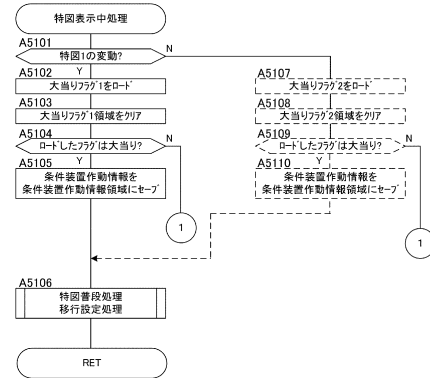 特図表示中処理
A5101
特図1の変動?
N
Y
A5102
大当りフラグ1をロード
A5103
大当りフラグ1領域をクリア
A5104
ロードしたフラグは大当り?
N
Y
A5105
条件装置作動情報を
条件装置作動情報領域にセーブ
1
A5107
大当りフラグ2をロード
A5108
大当りフラグ2領域をクリア
A5109
ロードしたフラグは大当り?
N
Y
A5110
条件装置作動情報を
条件装置作動情報領域にセーブ
1
A5106
特図普段処理
移行設定処理
RET